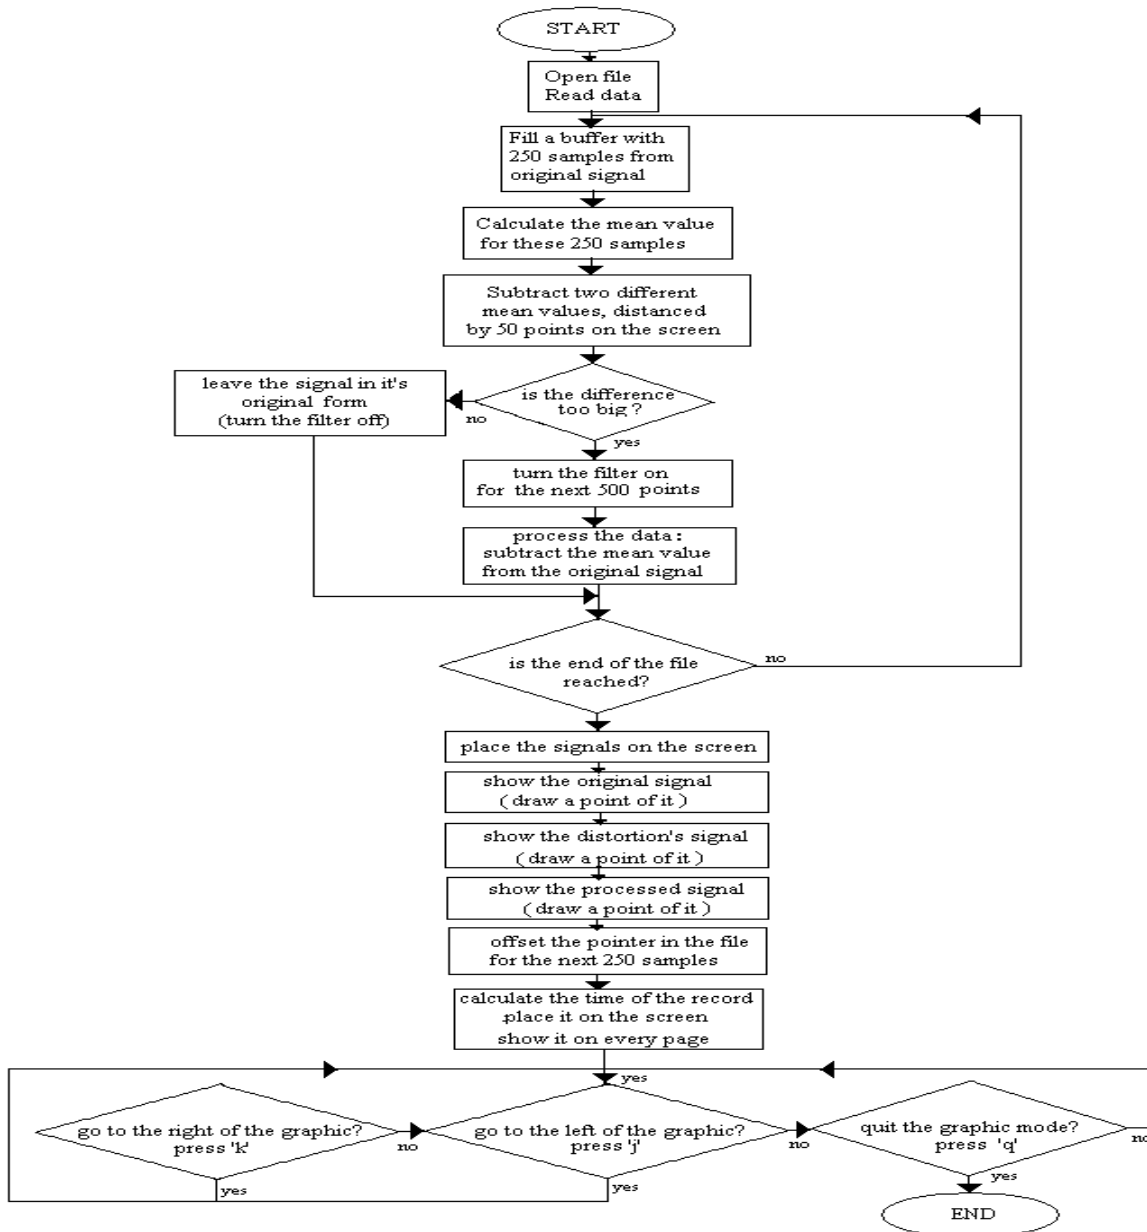 START
Open file
Read data
Fill a buffer with
250 samples from
original signal
Calculate the mean value
for these 250 samples
Subtract two different
mean values, distanced
by 50 points on the screen
is the difference
too big ?
no
yes
leave the signal in it's
original form
(turn the filter off)
turn the filter on
for the next 500 points
process the data:
subtract the mean value
from the original signal
is the end of the file
reached?
no
place the signals on the screen
show the original signal
( draw a point of it )
show the distortion's signal
( draw a point of it )
show the processed signal
( draw a point of it )
offset the pointer in the file
for the next 250 samples
calculate the time of the record
place it on the screen
show it on every page
yes
go to the right of the graphic?
press 'k'
no
yes
go to the left of the graphic?
press 'j'
no
yes
quit the graphic mode?
press 'q'
no
yes
END